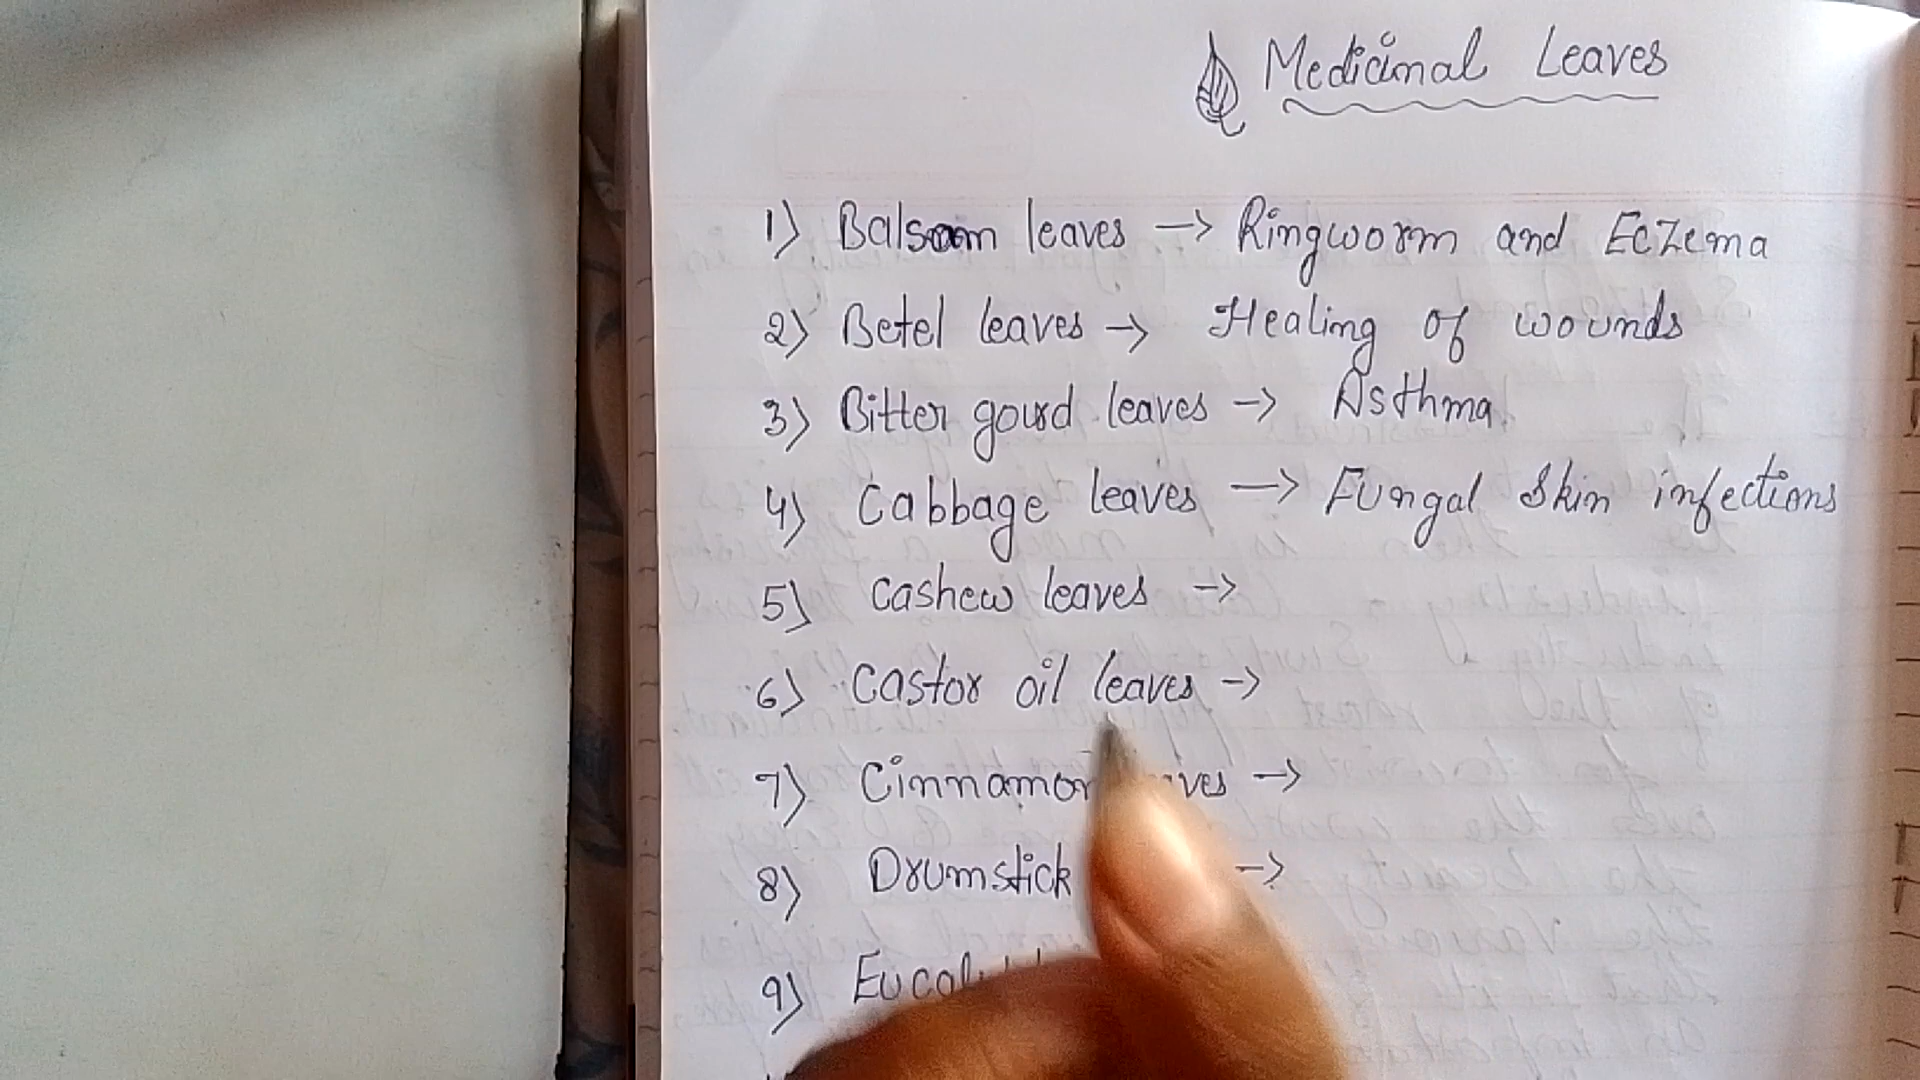 Medicinal Leaves
1) Balsam leaves → Ringworm and Eczema
2) Betel leaves → Healing of wounds
3) Bitter gourd leaves → Asthma
4) Cabbage leaves → Fungal Skin infections
5) Cashew leaves →
6) Castor oil leaves →
7) Cinnamon →
8) Drumstick →
9)